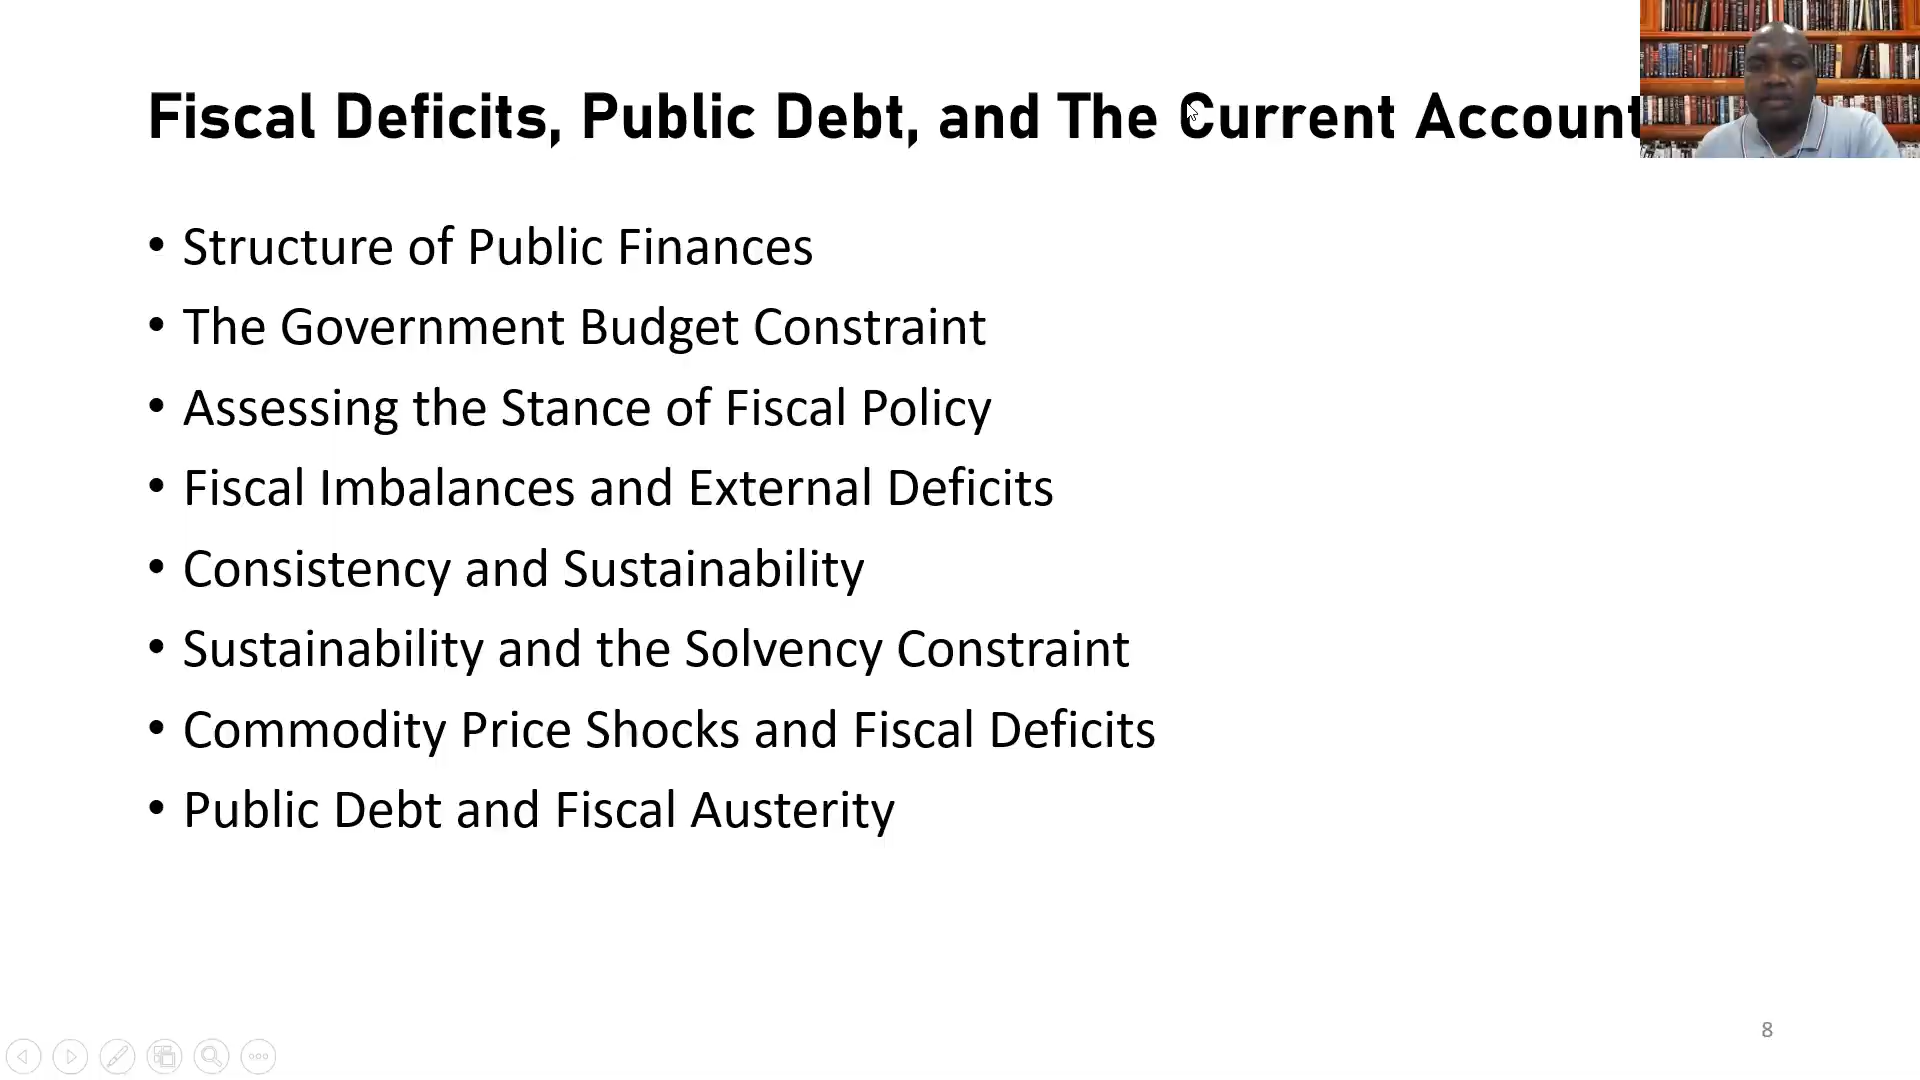 Fiscal Deficits, Public Debt, and The Current Account
• Structure of Public Finances
• The Government Budget Constraint
• Assessing the Stance of Fiscal Policy
• Fiscal Imbalances and External Deficits
• Consistency and Sustainability
• Sustainability and the Solvency Constraint
• Commodity Price Shocks and Fiscal Deficits
• Public Debt and Fiscal Austerity
8